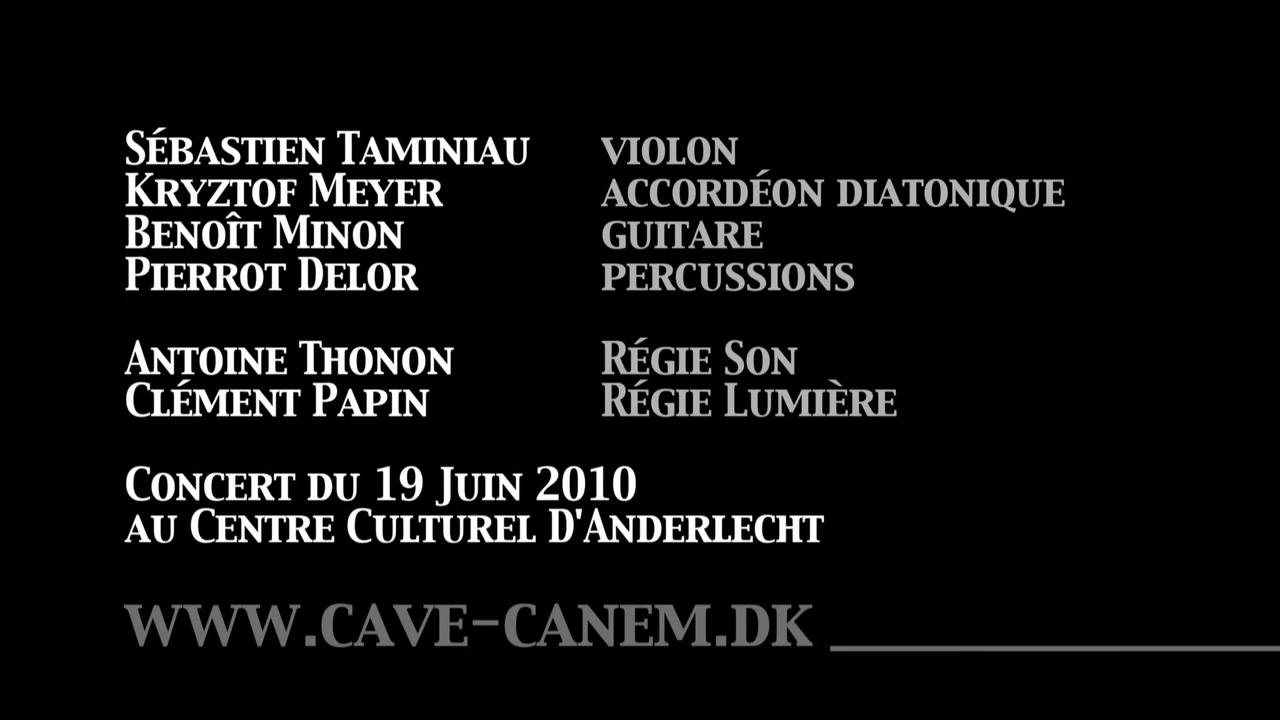 Sébastien Taminiau violon
Kryztof Meyer accordéon diatonique
Benoît Minon guitare
Pierrot Delor percussions
Antoine Thonon Régie Son
Clément Papin Régie Lumière
Concert du 19 Juin 2010
au Centre Culturel D'Anderlecht
www.cave-canem.dk